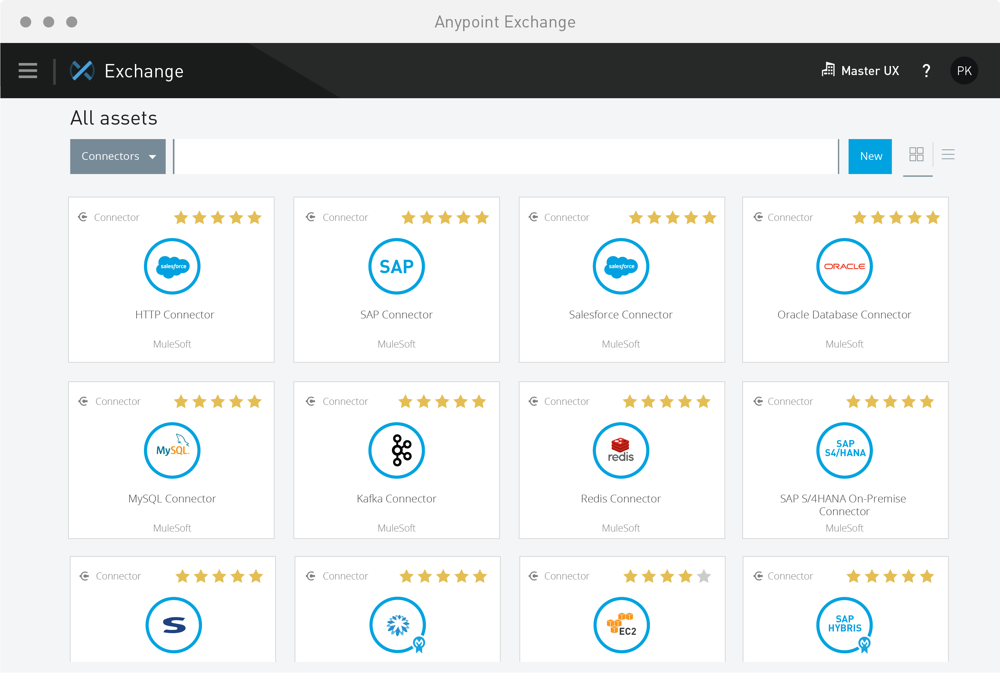 Anypoint Exchange
Exchange
Master UX
?
PK
All assets
Connectors
New
Connector
Connector
Connector
Connector
salesforce
SAP
salesforce
ORACLE
HTTP Connector
SAP Connector
Salesforce Connector
Oracle Database Connector
MuleSoft
MuleSoft
MuleSoft
MuleSoft
Connector
Connector
Connector
Connector
MySQL™
redis
SAP
S4/HANA
MySQL Connector
Kafka Connector
Redis Connector
SAP S/4HANA On-Premise
Connector
MuleSoft
MuleSoft
MuleSoft
MuleSoft
Connector
Connector
Connector
Connector
S
EC2
SAP
HYBRIS